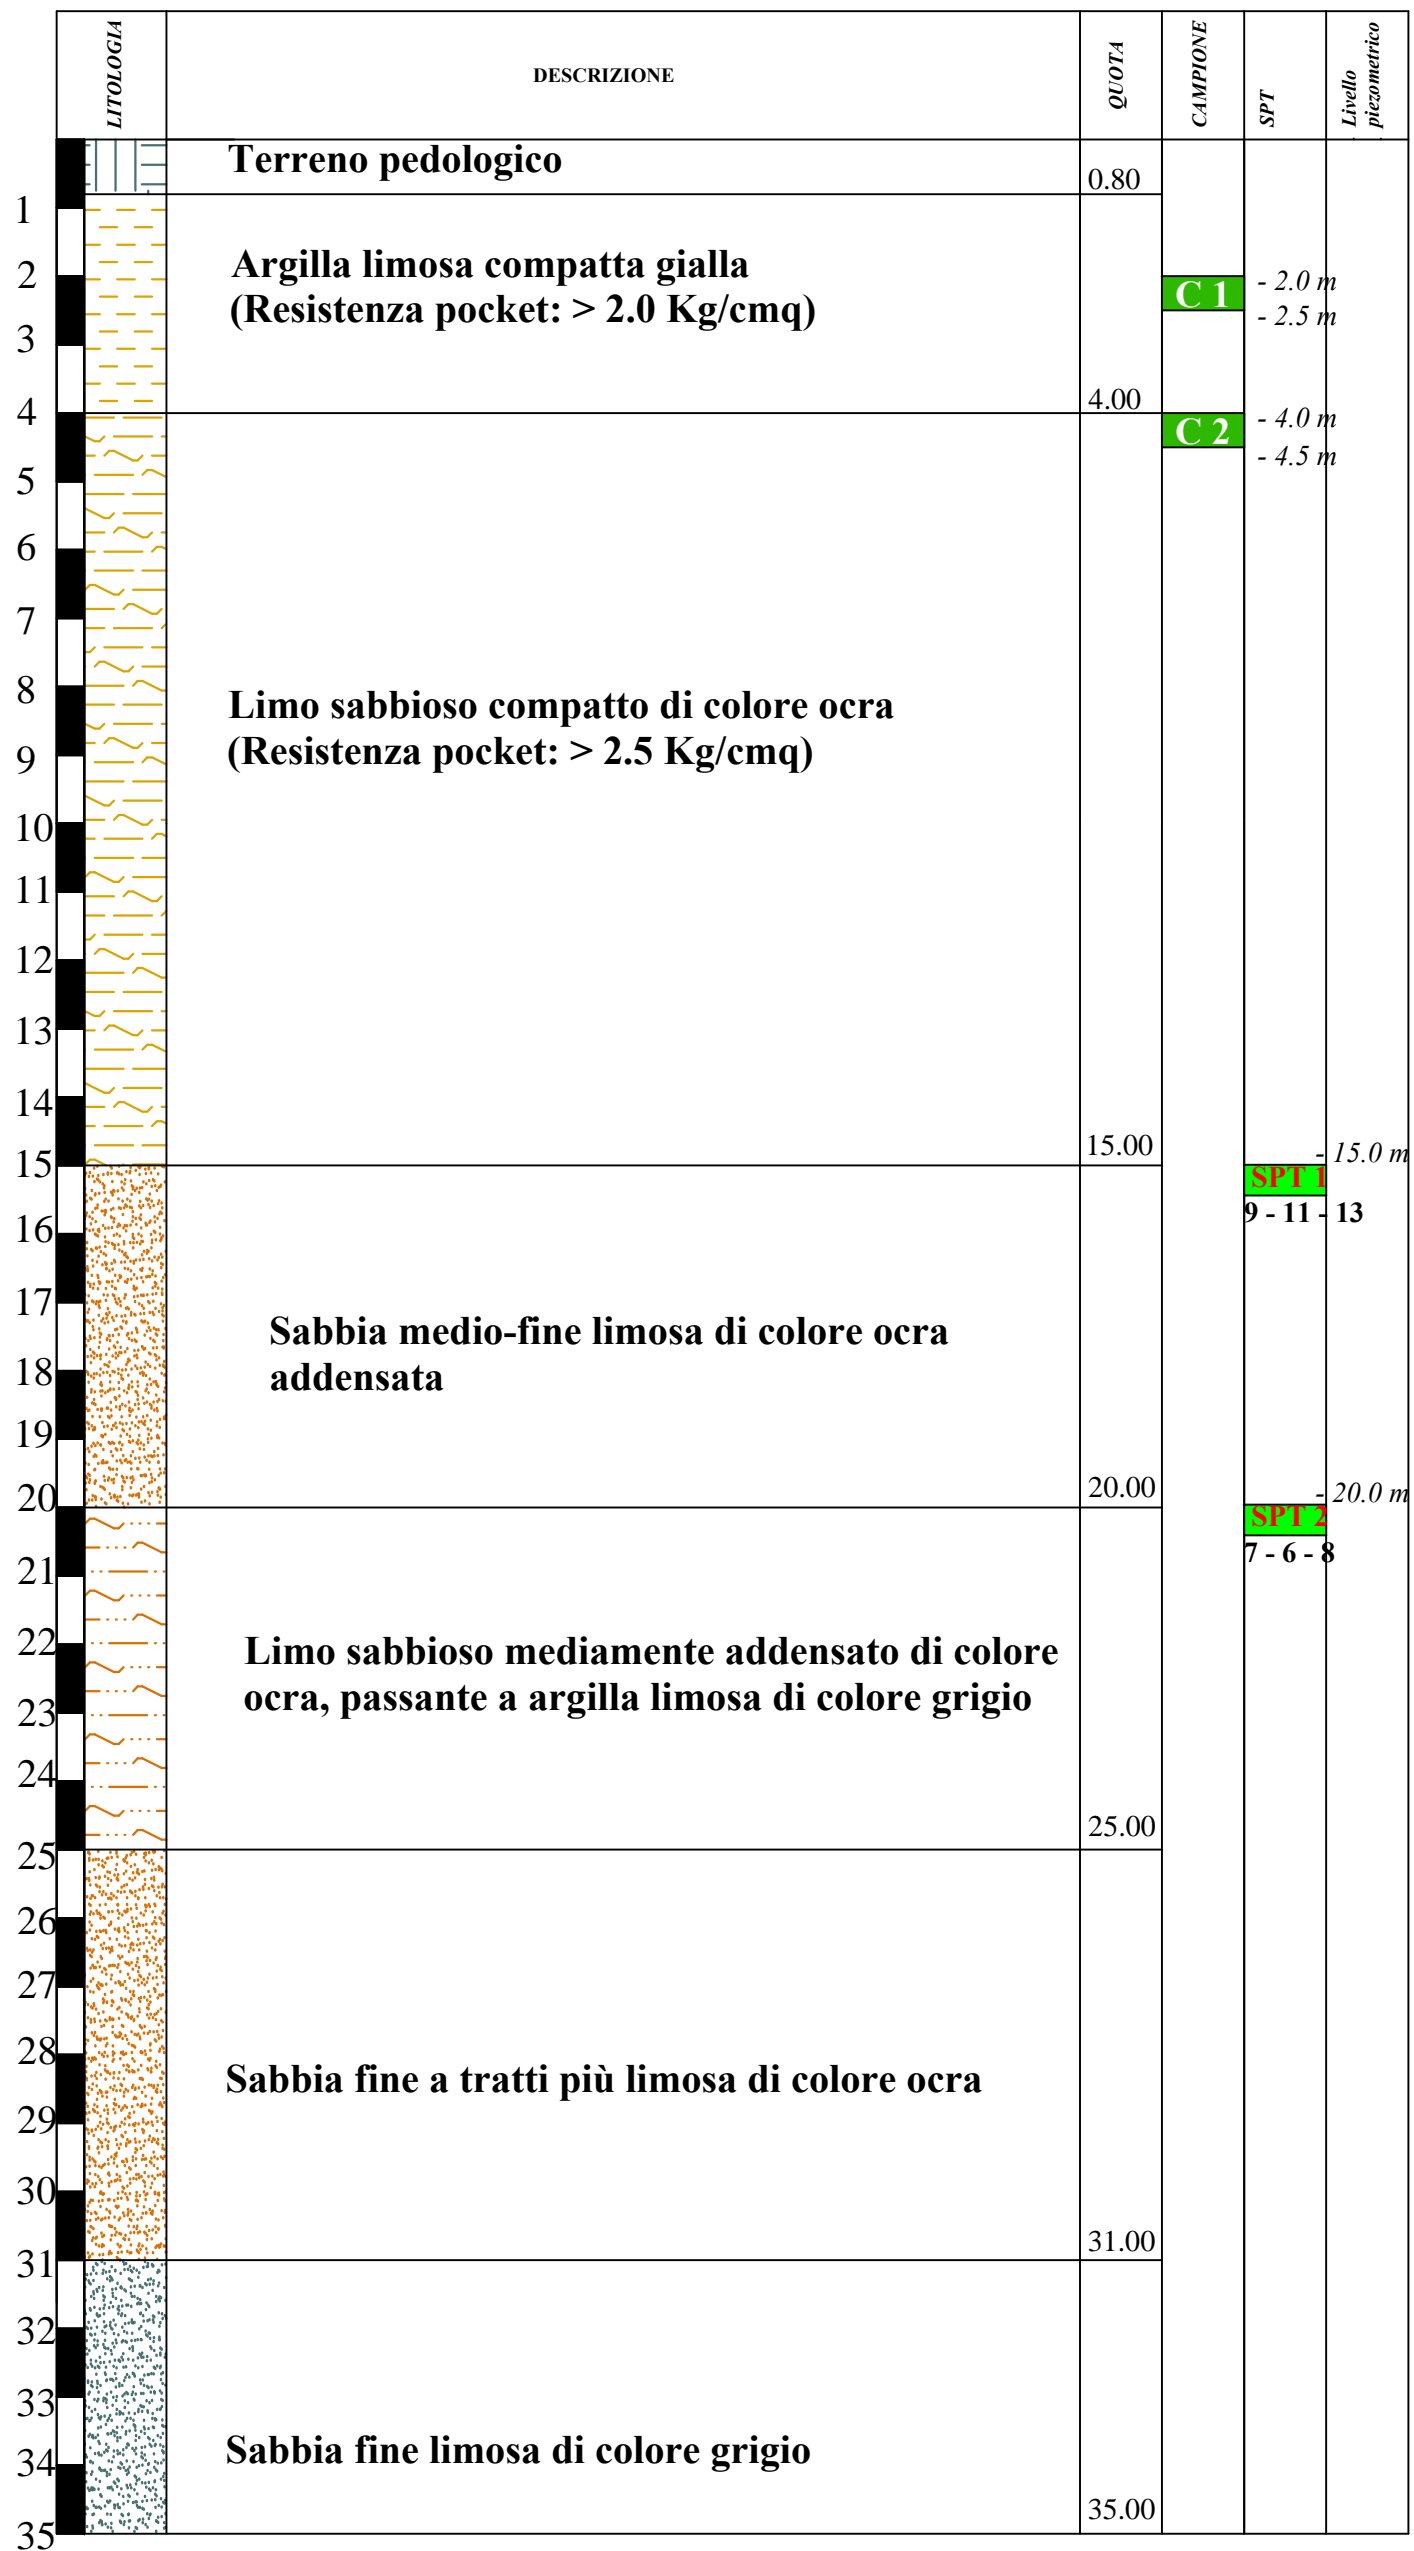 LITOLOGIA
DESCRIZIONE
QUOTA
CAMPIONE
SPT
Livello
piezometrico
Terreno pedologico
0.80
1
Argilla limosa compatta gialla
2
C 1
- 2.0 m
(Resistenza pocket: > 2.0 Kg/cmq)
- 2.5 m
3
4.00
4
- 4.0 m
C 2
- 4.5 m
5
6
7
8
Limo sabbioso compatto di colore ocra
(Resistenza pocket: > 2.5 Kg/cmq)
9
10
11
12
13
14
15.00
- 15.0 m
15
SPT 1
9 - 11 - 13
16
17
Sabbia medio-fine limosa di colore ocra
18
addensata
19
20.00
- 20.0 m
20
SPT 2
7 - 6 - 8
21
22
Limo sabbioso mediamente addensato di colore
ocra, passante a argilla limosa di colore grigio
23
24
25.00
25
26
27
28
Sabbia fine a tratti più limosa di colore ocra
29
30
31.00
31
32
33
Sabbia fine limosa di colore grigio
34
35.00
35